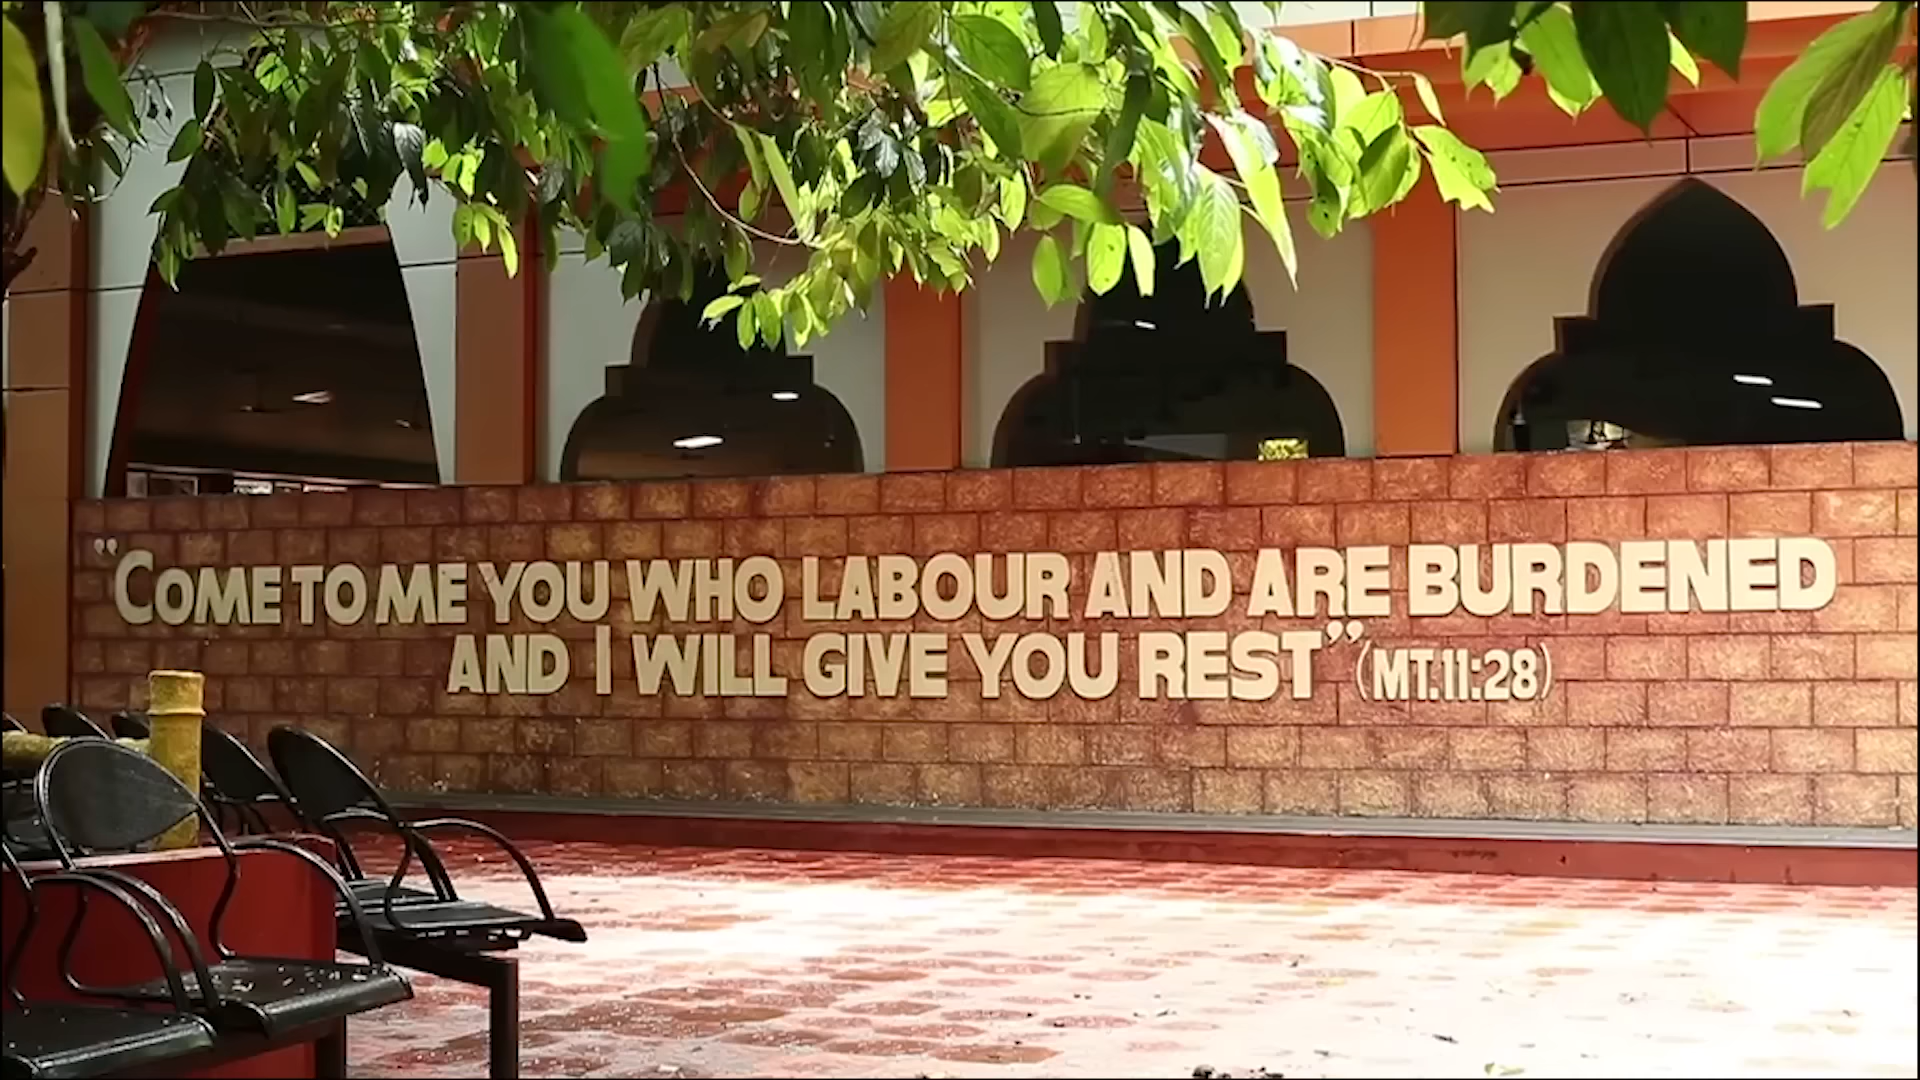 "COME TO ME YOU WHO LABOUR AND ARE BURDENED
AND I WILL GIVE YOU REST" (MT.11:28)